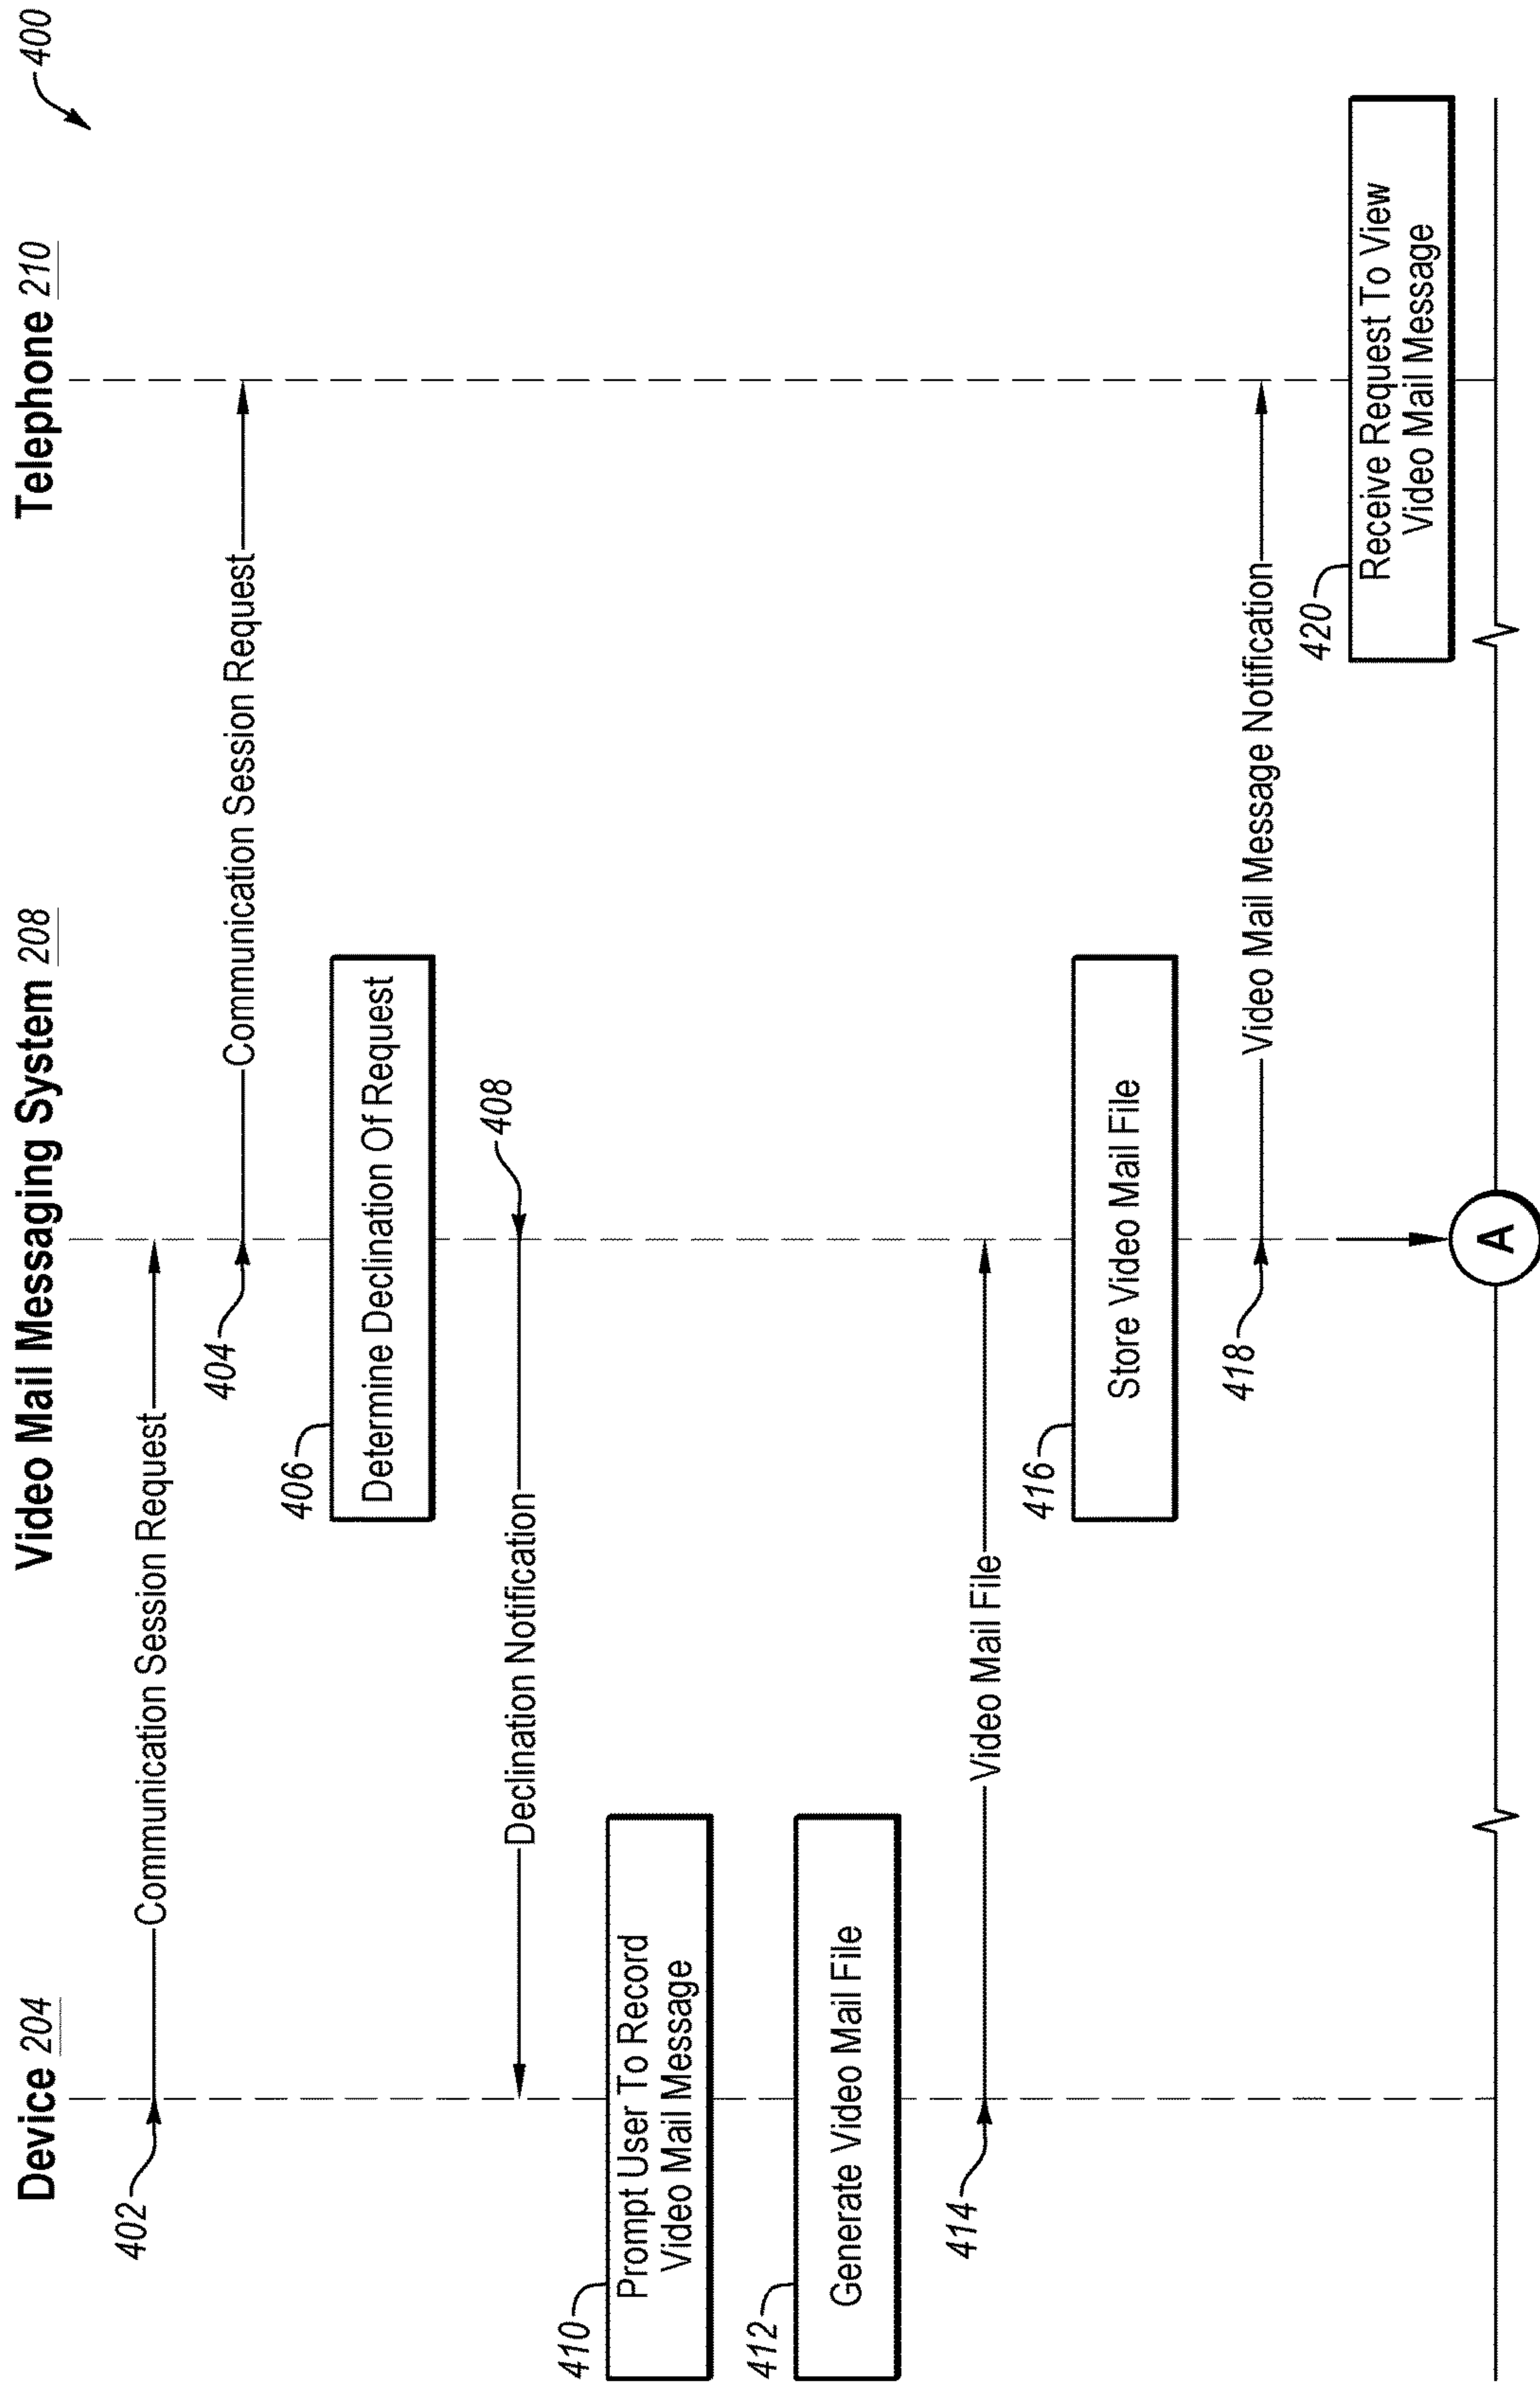 400
Device 204
Video Mail Messaging System 208
Telephone 210
402
Communication Session Request
404
Communication Session Request
406
Determine Declination Of Request
408
Declination Notification
410
Prompt User To Record
Video Mail Message
412
Generate Video Mail File
414
Video Mail File
416
Store Video Mail File
418
Video Mail Message Notification
420
Receive Request To View
Video Mail Message
A